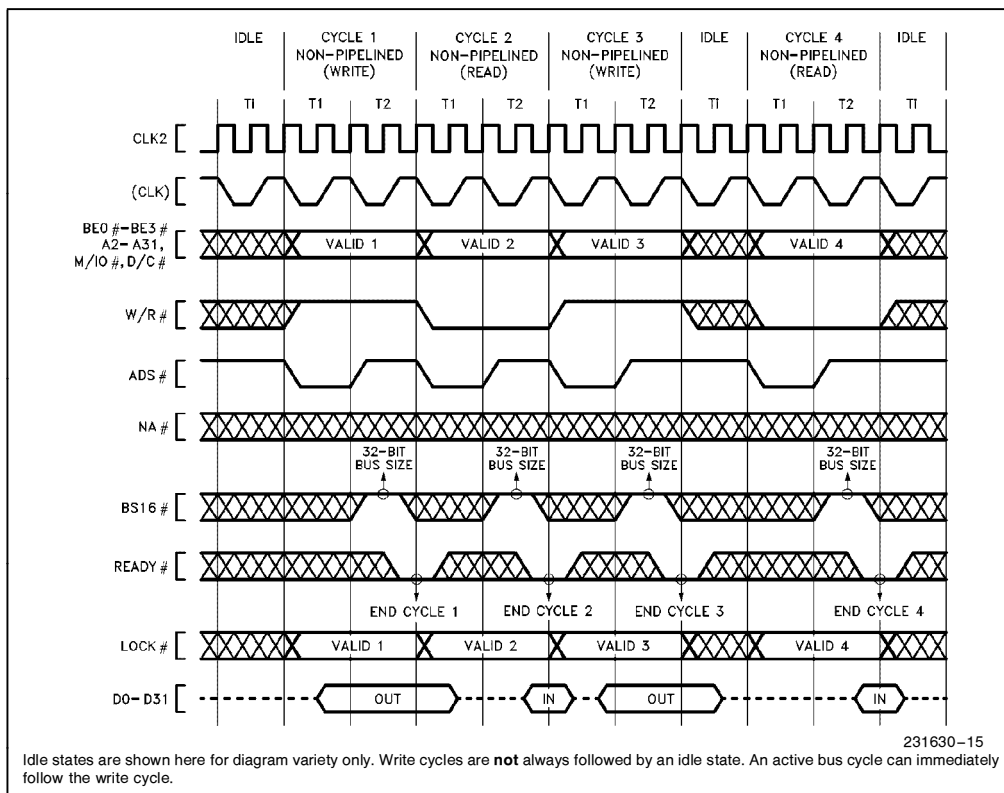 IDLE CYCLE 1 CYCLE 2 CYCLE 3 IDLE CYCLE 4 IDLE
NON-PIPELINED NON-PIPELINED NON-PIPELINED NON-PIPELINED
(WRITE) (READ) (WRITE) (READ)
TI T1 T2 T1 T2 T1 T2 TI T1 T2 TI
CLK2
(CLK)
BE0 #-BE3 #
A2-A31,
M/IO #,D/C #
VALID 1 VALID 2 VALID 3 VALID 4
W/R #
ADS #
NA #
32-BIT 32-BIT 32-BIT 32-BIT
BUS SIZE BUS SIZE BUS SIZE BUS SIZE
BS16 #
READY #
END CYCLE 1 END CYCLE 2 END CYCLE 3 END CYCLE 4
LOCK # VALID 1 VALID 2 VALID 3 VALID 4
D0-D31 OUT IN OUT IN
231630-15
Idle states are shown here for diagram variety only. Write cycles are not always followed by an idle state. An active bus cycle can immediately
follow the write cycle.